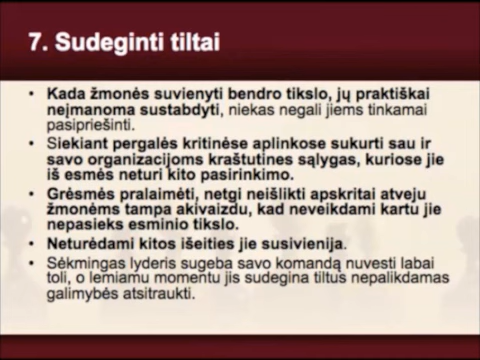 7. Sudeginti tiltai
• Kada žmonės suvienyti bendro tikslo, jų praktiškai
neįmanoma sustabdyti, niekas negali jiems tinkamai
pasipriešinti.
• Siekiant pergalės kritinėse aplinkose sukurti sau ir
savo organizacijoms kraštutines sąlygas, kuriose jie
iš esmės neturi kito pasirinkimo.
• Grėsmės pralaimėti, netgi neišlikti apskritai atveju
žmonėms tampa akivaizdu, kad neveikdami kartu jie
nepasieks esminio tikslo.
• Neturėdami kitos išeities jie susivienija.
• Sėkmingas lyderis sugeba savo komandą nuvesti labai
toli, o lemiamu momentu jis sudegina tiltus nepalikdamas
galimybės atsitraukti.